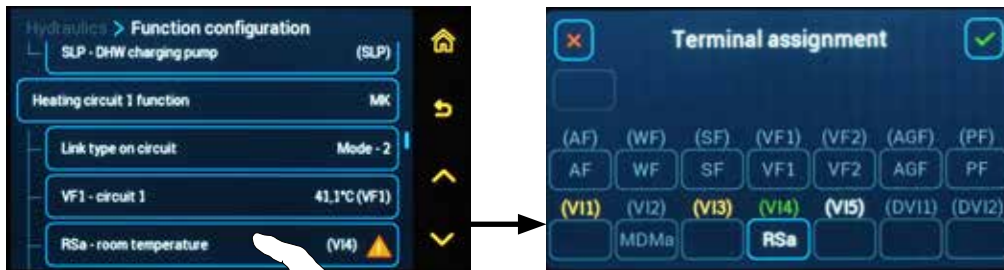 Hydraulics > Function configuration
SLP - DHW charging pump (SLP)
Heating circuit 1 function MK
Link type on circuit Mode - 2
VF1 - circuit 1 41,1°C (VF1)
RSa - room temperature (VI4)
Terminal assignment
(AF) (WF) (SF) (VF1) (VF2) (AGF) (PF)
AF WF SF VF1 VF2 AGF PF
(VI1) (VI2) (VI3) (VI4) (VI5) (DVI1) (DVI2)
MDMa RSa